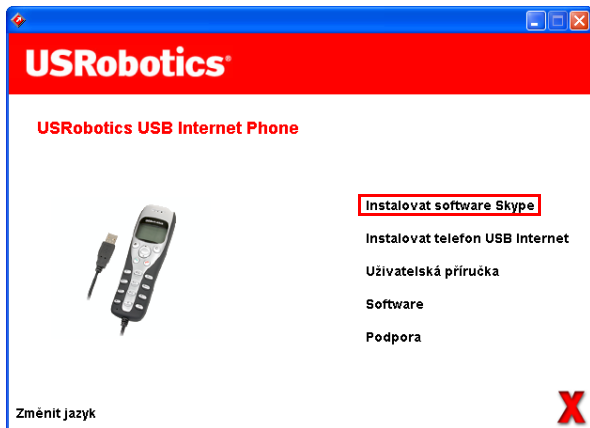 USRobotics®
USRobotics USB Internet Phone
Instalovat software Skype
Instalovat telefon USB Internet
Uživatelská příručka
Software
Podpora
Změnit jazyk
X